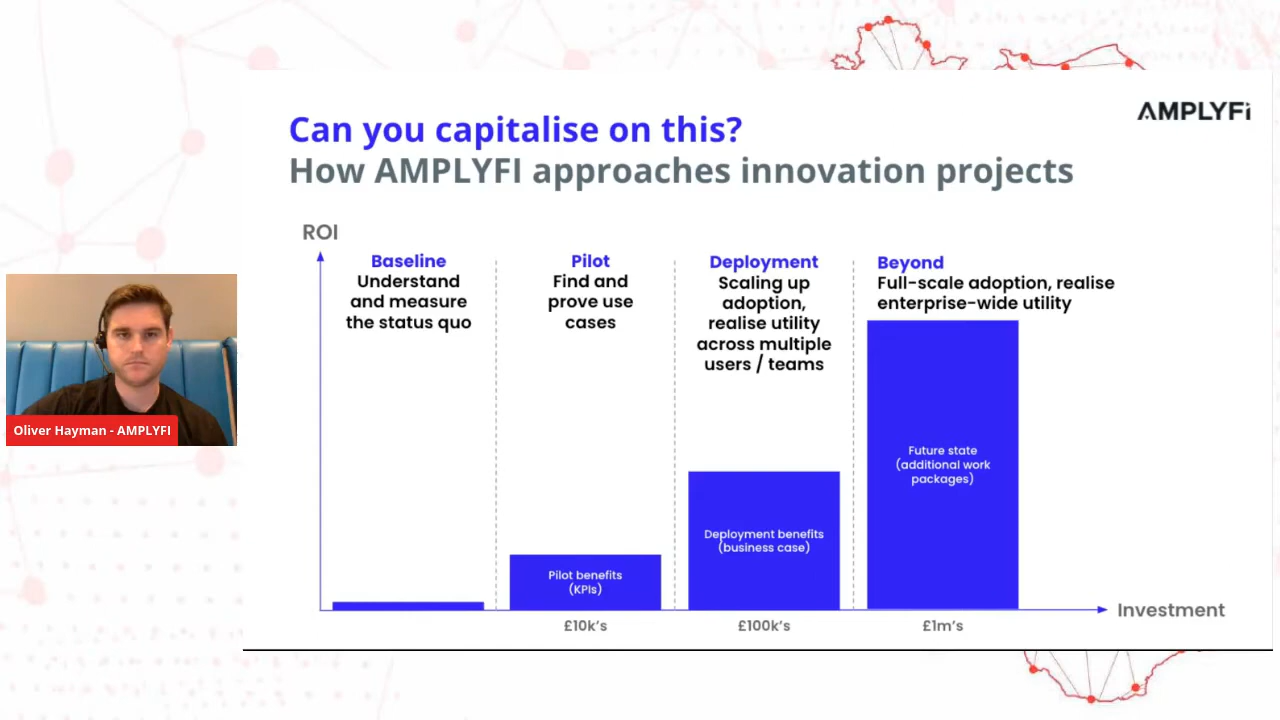 Can you capitalise on this?
AMPLYFi
How AMPLYFI approaches innovation projects
ROI
Baseline
Understand
and measure
the status quo
Pilot
Find and
prove use
cases
Deployment
Scaling up
adoption,
realise utility
across multiple
users / teams
Beyond
Full-scale adoption, realise
enterprise-wide utility
Future state
(additional work
packages)
Deployment benefits
(business case)
Pilot benefits
(KPIs)
Investment
£10k’s
£100k’s
£1m’s
Oliver Hayman - AMPLYFI